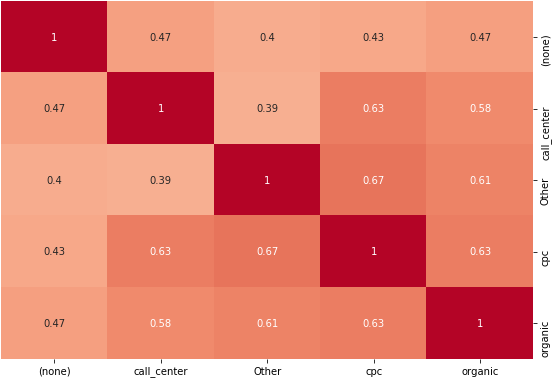 1 0.47 0.4 0.43 0.47 (none)
0.47 1 0.39 0.63 0.58 call_center
0.4 0.39 1 0.67 0.61 Other
0.43 0.63 0.67 1 0.63 cpc
0.47 0.58 0.61 0.63 1 organic
(none) call_center Other cpc organic